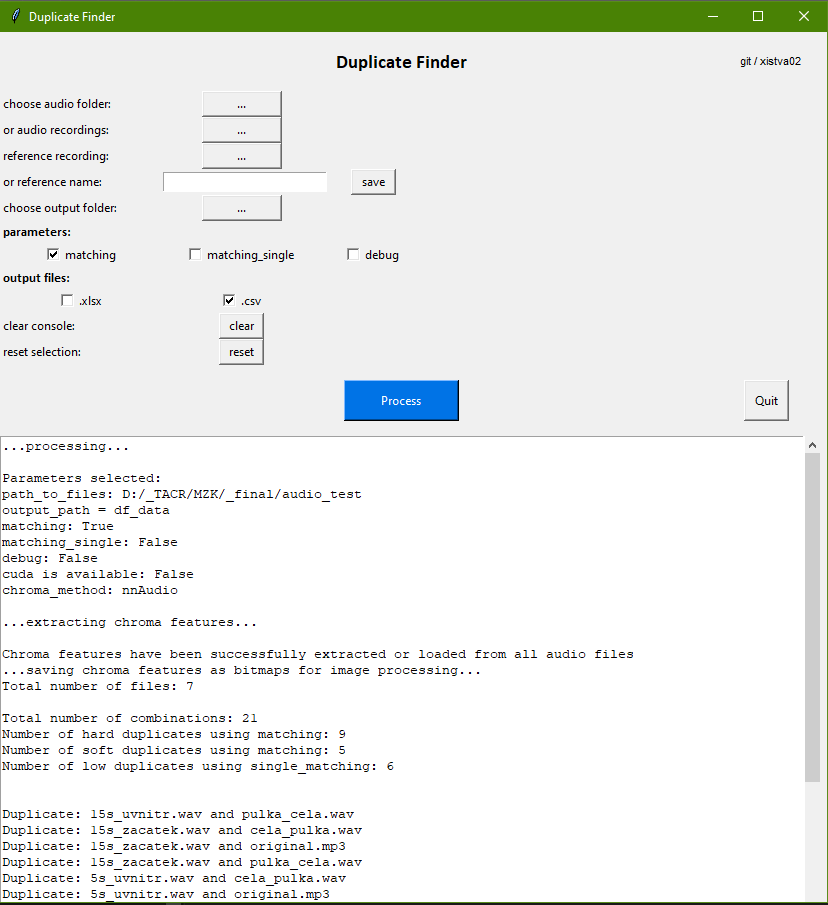 Duplicate Finder
Duplicate Finder
git / xistva02
choose audio folder: ...
or audio recordings: ...
reference recording: ...
or reference name: save
choose output folder: ...
parameters:
matching matching_single debug
output files:
.xlsx .csv
clear console: clear
reset selection: reset
Process Quit
...processing...
Parameters selected:
path_to_files: D:/_TACR/MZK/_final/audio_test
output_path = df_data
matching: True
matching_single: False
debug: False
cuda is available: False
chroma_method: nnAudio
...extracting chroma features...
Chroma features have been successfully extracted or loaded from all audio files
...saving chroma features as bitmaps for image processing...
Total number of files: 7
Total number of combinations: 21
Number of hard duplicates using matching: 9
Number of soft duplicates using matching: 5
Number of low duplicates using single_matching: 6
Duplicate: 15s_uvnitr.wav and pulka_cela.wav
Duplicate: 15s_zacatek.wav and cela_pulka.wav
Duplicate: 15s_zacatek.wav and original.mp3
Duplicate: 15s_zacatek.wav and pulka_cela.wav
Duplicate: 5s_uvnitr.wav and cela_pulka.wav
Duplicate: 5s_uvnitr.wav and original.mp3